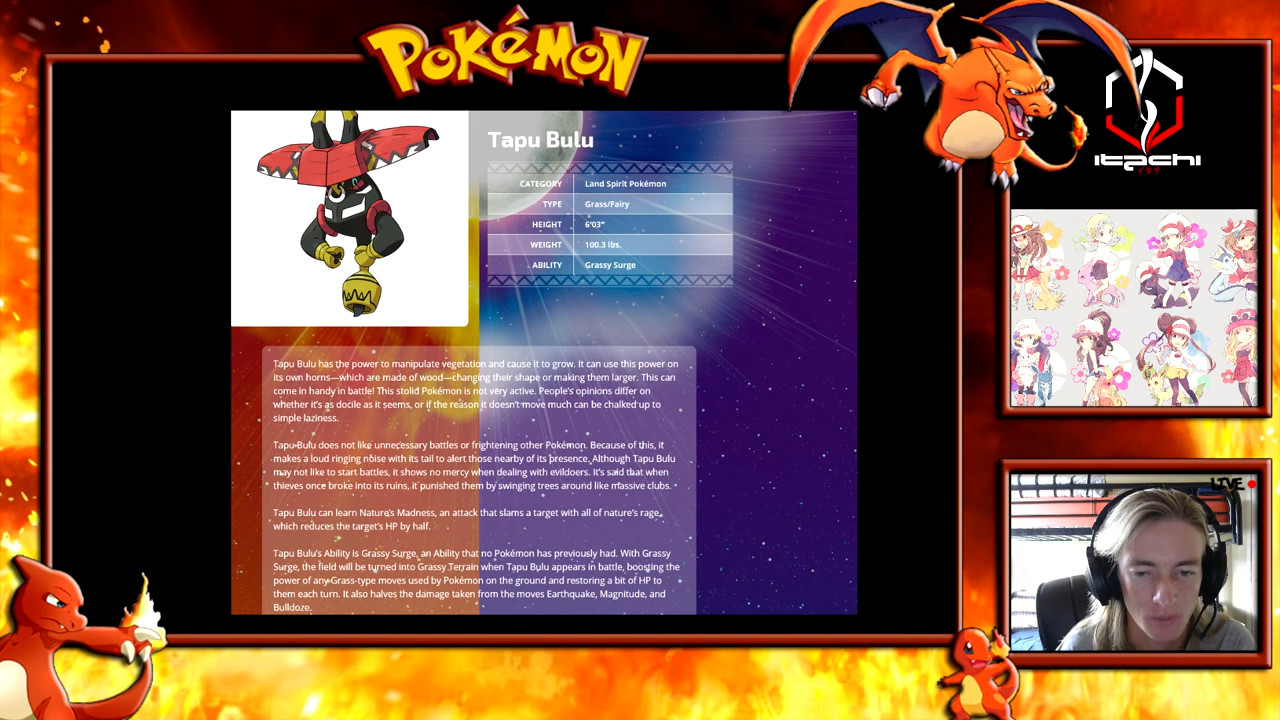 POKéMON
ITACHI
イタチ
Tapu Bulu
CATEGORY Land Spirit Pokémon
TYPE Grass/Fairy
HEIGHT 6'03"
WEIGHT 100.3 lbs.
ABILITY Grassy Surge
Tapu Bulu has the power to manipulate vegetation and cause it to grow. It can use this power on
its own horns—which are made of wood—changing their shape or making them larger. This can
come in handy in battle! This stolid Pokémon is not very active. People's opinions differ on
whether it's as docile as it seems, or if the reason it doesn't move much can be chalked up to
simple laziness.
Tapu Bulu does not like unnecessary battles or frightening other Pokémon. Because of this, it
makes a loud ringing noise with its tail to alert those nearby of its presence. Although Tapu Bulu
may not like to start battles, it shows no mercy when dealing with evildoers. It's said that when
thieves once broke into its ruins, it punished them by swinging trees around like massive clubs.
Tapu Bulu can learn Nature's Madness, an attack that slams a target with all of nature's rage,
which reduces the target's HP by half.
Tapu Bulu's Ability is Grassy Surge, an Ability that no Pokémon has previously had. With Grassy
Surge, the field will be turned into Grassy Terrain when Tapu Bulu appears in battle, boosting the
power of any Grass-type moves used by Pokémon on the ground and restoring a bit of HP to
them each turn. It also halves the damage taken from the moves Earthquake, Magnitude, and
Bulldoze.
LIVE